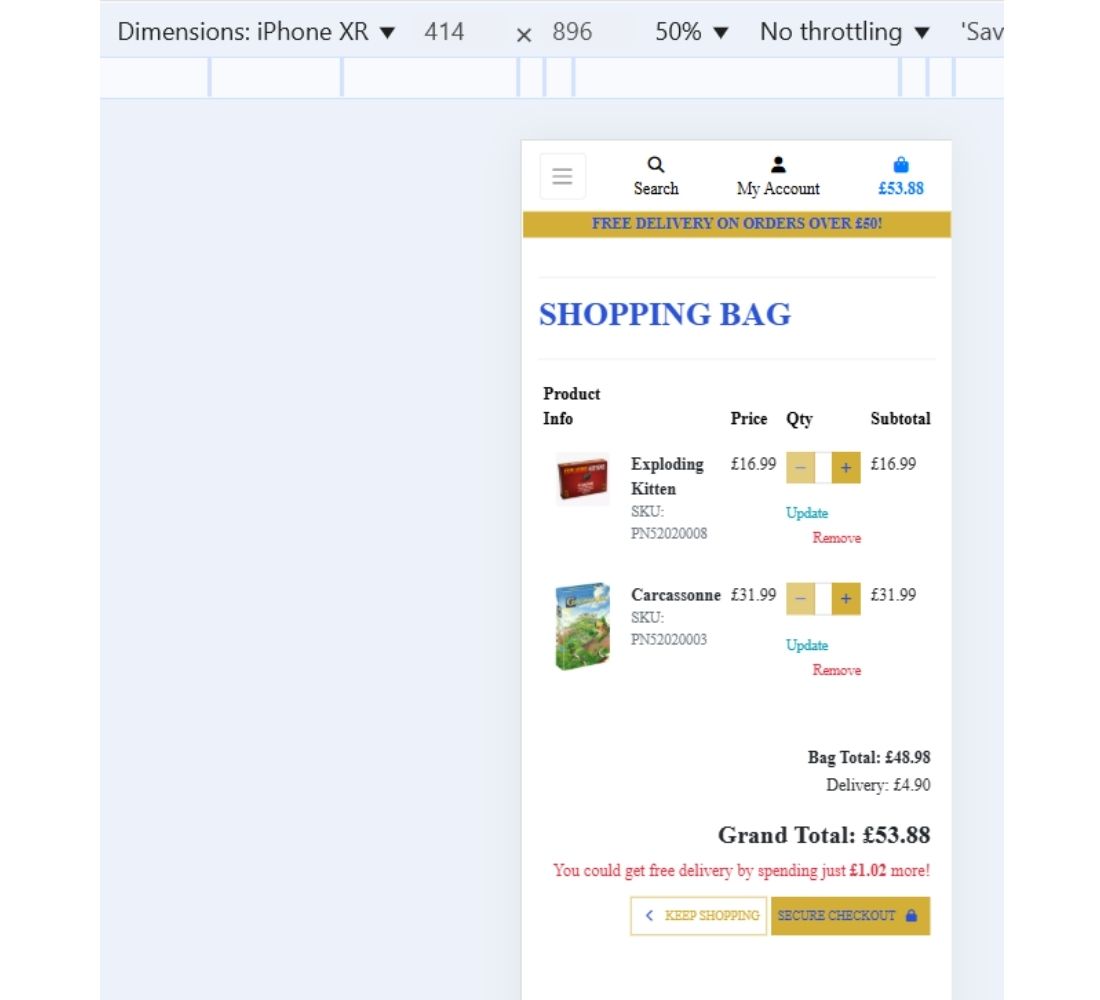 Dimensions: iPhone XR ▼ 414 × 896 50% ▼ No throttling ▼ 'Sav
Search My Account £53.88
FREE DELIVERY ON ORDERS OVER £50!
SHOPPING BAG
Product
Info Price Qty Subtotal
Exploding £16.99 − + £16.99
Kitten
SKU: Update
PN52020008 Remove
Carcassonne £31.99 − + £31.99
SKU:
PN52020003 Update
Remove
Bag Total: £48.98
Delivery: £4.90
Grand Total: £53.88
You could get free delivery by spending just £1.02 more!
KEEP SHOPPING SECURE CHECKOUT